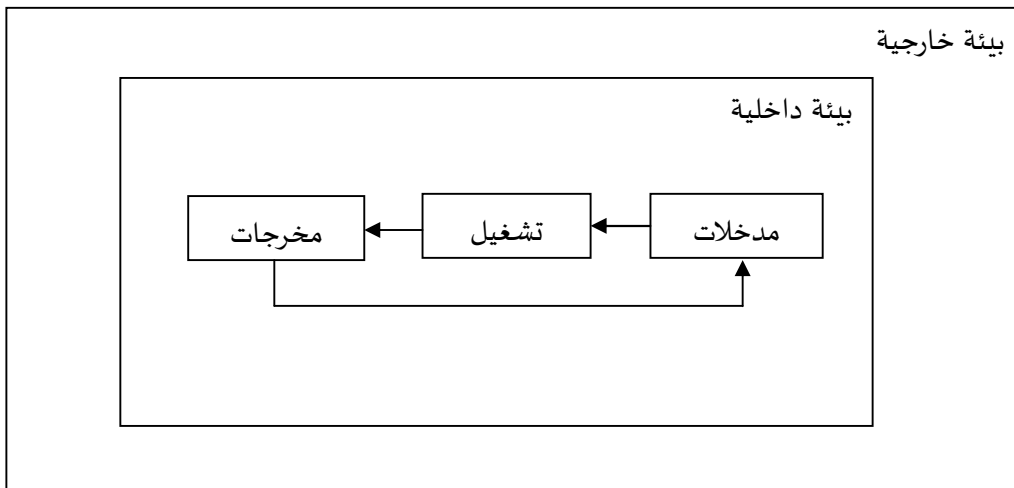 بيئة خارجية
بيئة داخلية
مدخلات
تشغيل
مخرجات